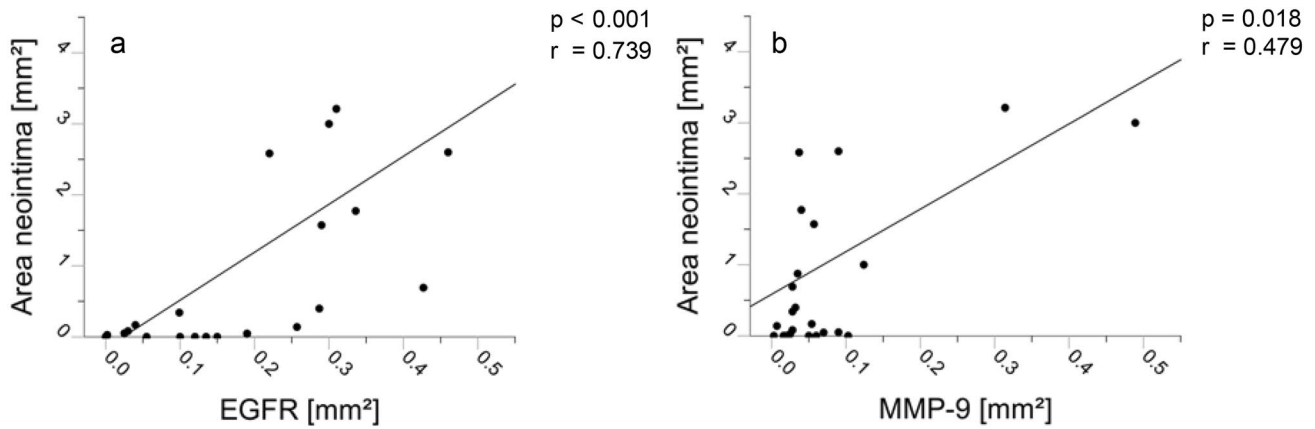 a
p < 0.001
r = 0.739
Area neointima [mm²]
4
3
2
1
0
0.0 0.1 0.2 0.3 0.4 0.5
EGFR [mm²]
b
p = 0.018
r = 0.479
Area neointima [mm²]
4
3
2
1
0
0.0 0.1 0.2 0.3 0.4 0.5
MMP-9 [mm²]